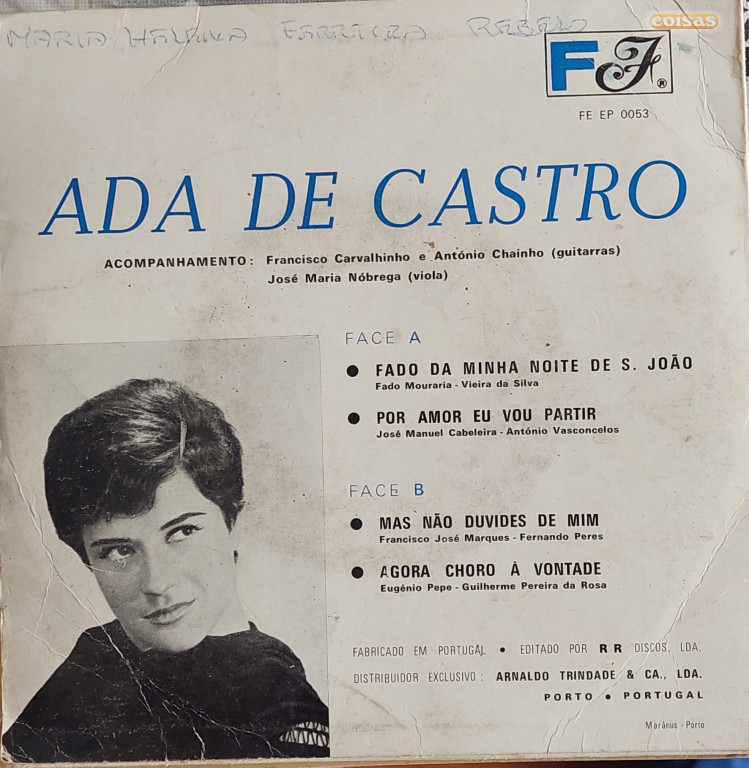 coisas
MARIA FERREIRA REBELO
FF®
FE EP 0053
ADA DE CASTRO
ACOMPANHAMENTO: Francisco Carvalhinho e António Chainho (guitarras)
José Maria Nóbrega (viola)
FACE A
● FADO DA MINHA NOITE DE S. JOÃO
Fado Mouraria - Vieira da Silva
● POR AMOR EU VOU PARTIR
José Manuel Cabeleira - António Vasconcelos
FACE B
● MAS NÃO DUVIDES DE MIM
Francisco José Marques - Fernando Peres
● AGORA CHORO À VONTADE
Eugénio Pepe - Guilherme Pereira da Rosa
FABRICADO EM PORTUGAL ● EDITADO POR R R DISCOS, LDA.
DISTRIBUIDOR EXCLUSIVO: ARNALDO TRINDADE & CA., LDA.
PORTO ● PORTUGAL
Marânus - Porto